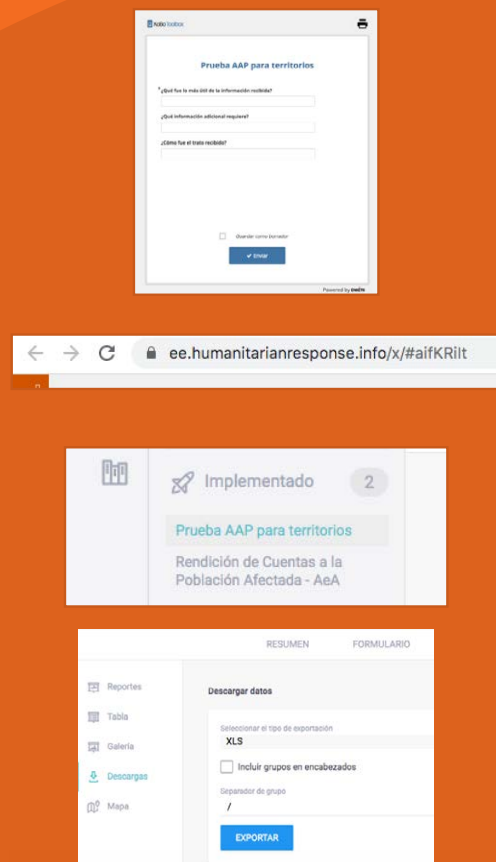 Kobo toolbox
Prueba AAP para territorios
* ¿Qué fue lo más útil de la información recibida?
¿Qué información adicional requiere?
¿Cómo fue el trato recibido?
Guardar como borrador
✔ Enviar
Powered by
ee.humanitarianresponse.info/x/#aifKRilt
Implementado 2
Prueba AAP para territorios
Rendición de Cuentas a la
Población Afectada - AeA
RESUMEN FORMULARIO
Reportes
Descargar datos
Tabla
Seleccionar el tipo de exportación
XLS
Galería
Incluir grupos en encabezados
Descargas
Separador de grupo
Mapa
/
EXPORTAR